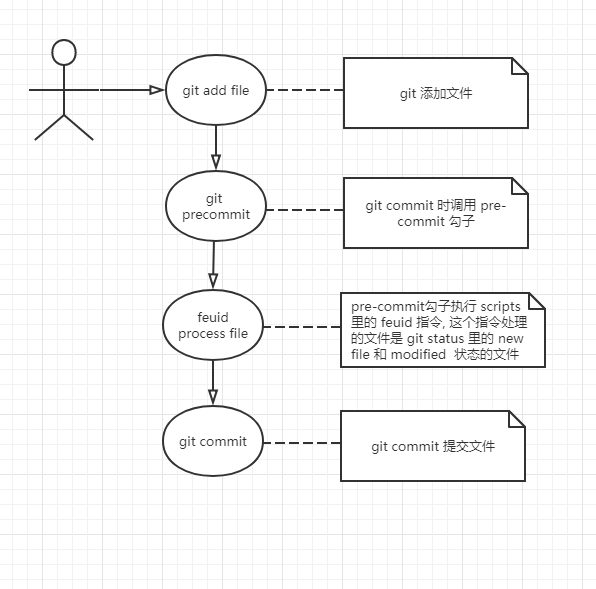 git add file
git 添加文件
git
precommit
git commit 时调用 pre-
commit 勾子
feuid
process file
pre-commit勾子执行 scripts
里的 feuid 指令, 这个指令处理
的文件是 git status 里的 new
file 和 modified 状态的文件
git commit
git commit 提交文件